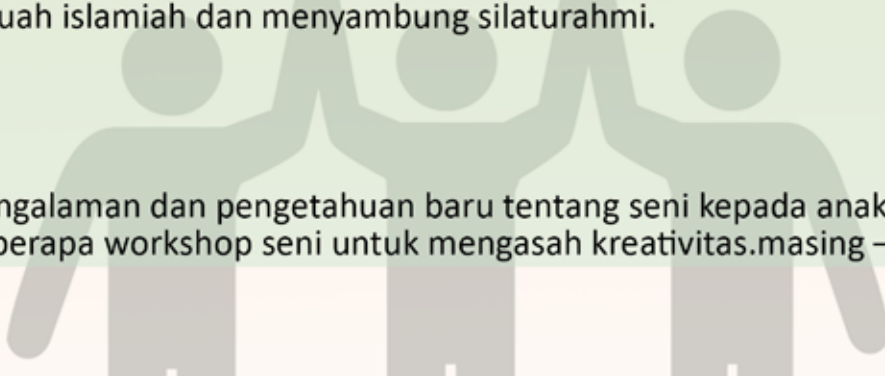 uah islamiah dan menyambung silaturahmi.
ngalaman dan pengetahuan baru tentang seni kepada anak
berapa workshop seni untuk mengasah kreativitas.masing –